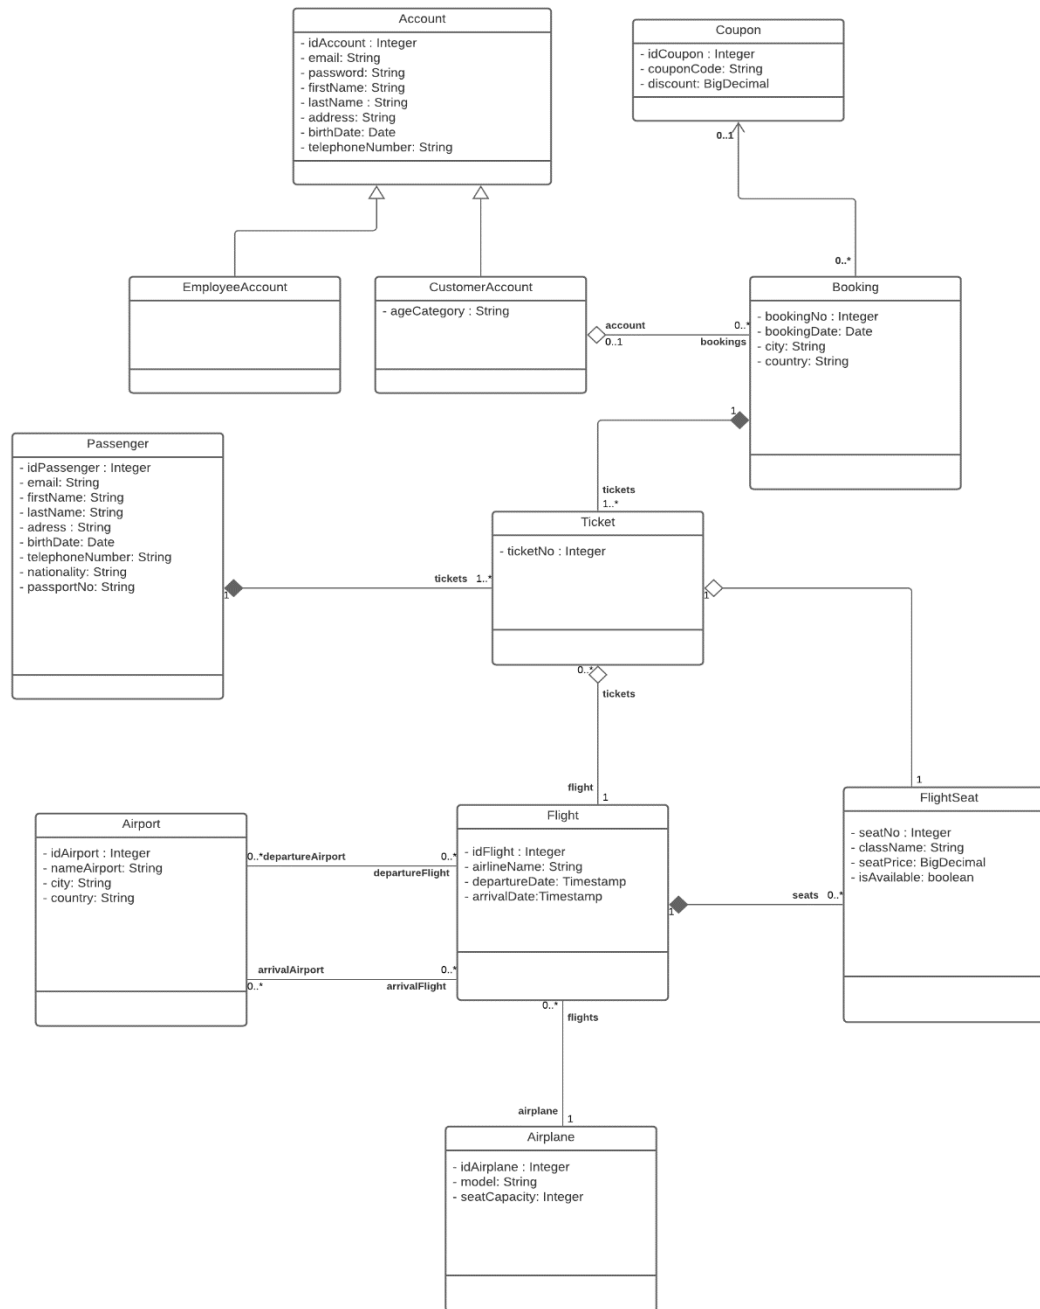 Account
- idAccount : Integer
- email: String
- password: String
- firstName: String
- lastName : String
- address: String
- birthDate: Date
- telephoneNumber: String
Coupon
- idCoupon : Integer
- couponCode: String
- discount: BigDecimal
0..1
0..*
EmployeeAccount
CustomerAccount
- ageCategory : String
account
0..1
0..*
bookings
Booking
- bookingNo : Integer
- bookingDate: Date
- city: String
- country: String
1
tickets
1..*
Passenger
- idPassenger : Integer
- email: String
- firstName: String
- lastName: String
- adress : String
- birthDate: Date
- telephoneNumber: String
- nationality: String
- passportNo: String
1
tickets 1..*
Ticket
- ticketNo : Integer
1
0..*
tickets
flight
1
1
Airport
- idAirport : Integer
- nameAirport: String
- city: String
- country: String
0..*departureAirport
0..*
departureFlight
arrivalAirport
0..*
0..*
arrivalFlight
Flight
- idFlight : Integer
- airlineName: String
- departureDate: Timestamp
- arrivalDate:Timestamp
1
seats 0..*
FlightSeat
- seatNo : Integer
- className: String
- seatPrice: BigDecimal
- isAvailable: boolean
0..*
flights
airplane
1
Airplane
- idAirplane : Integer
- model: String
- seatCapacity: Integer